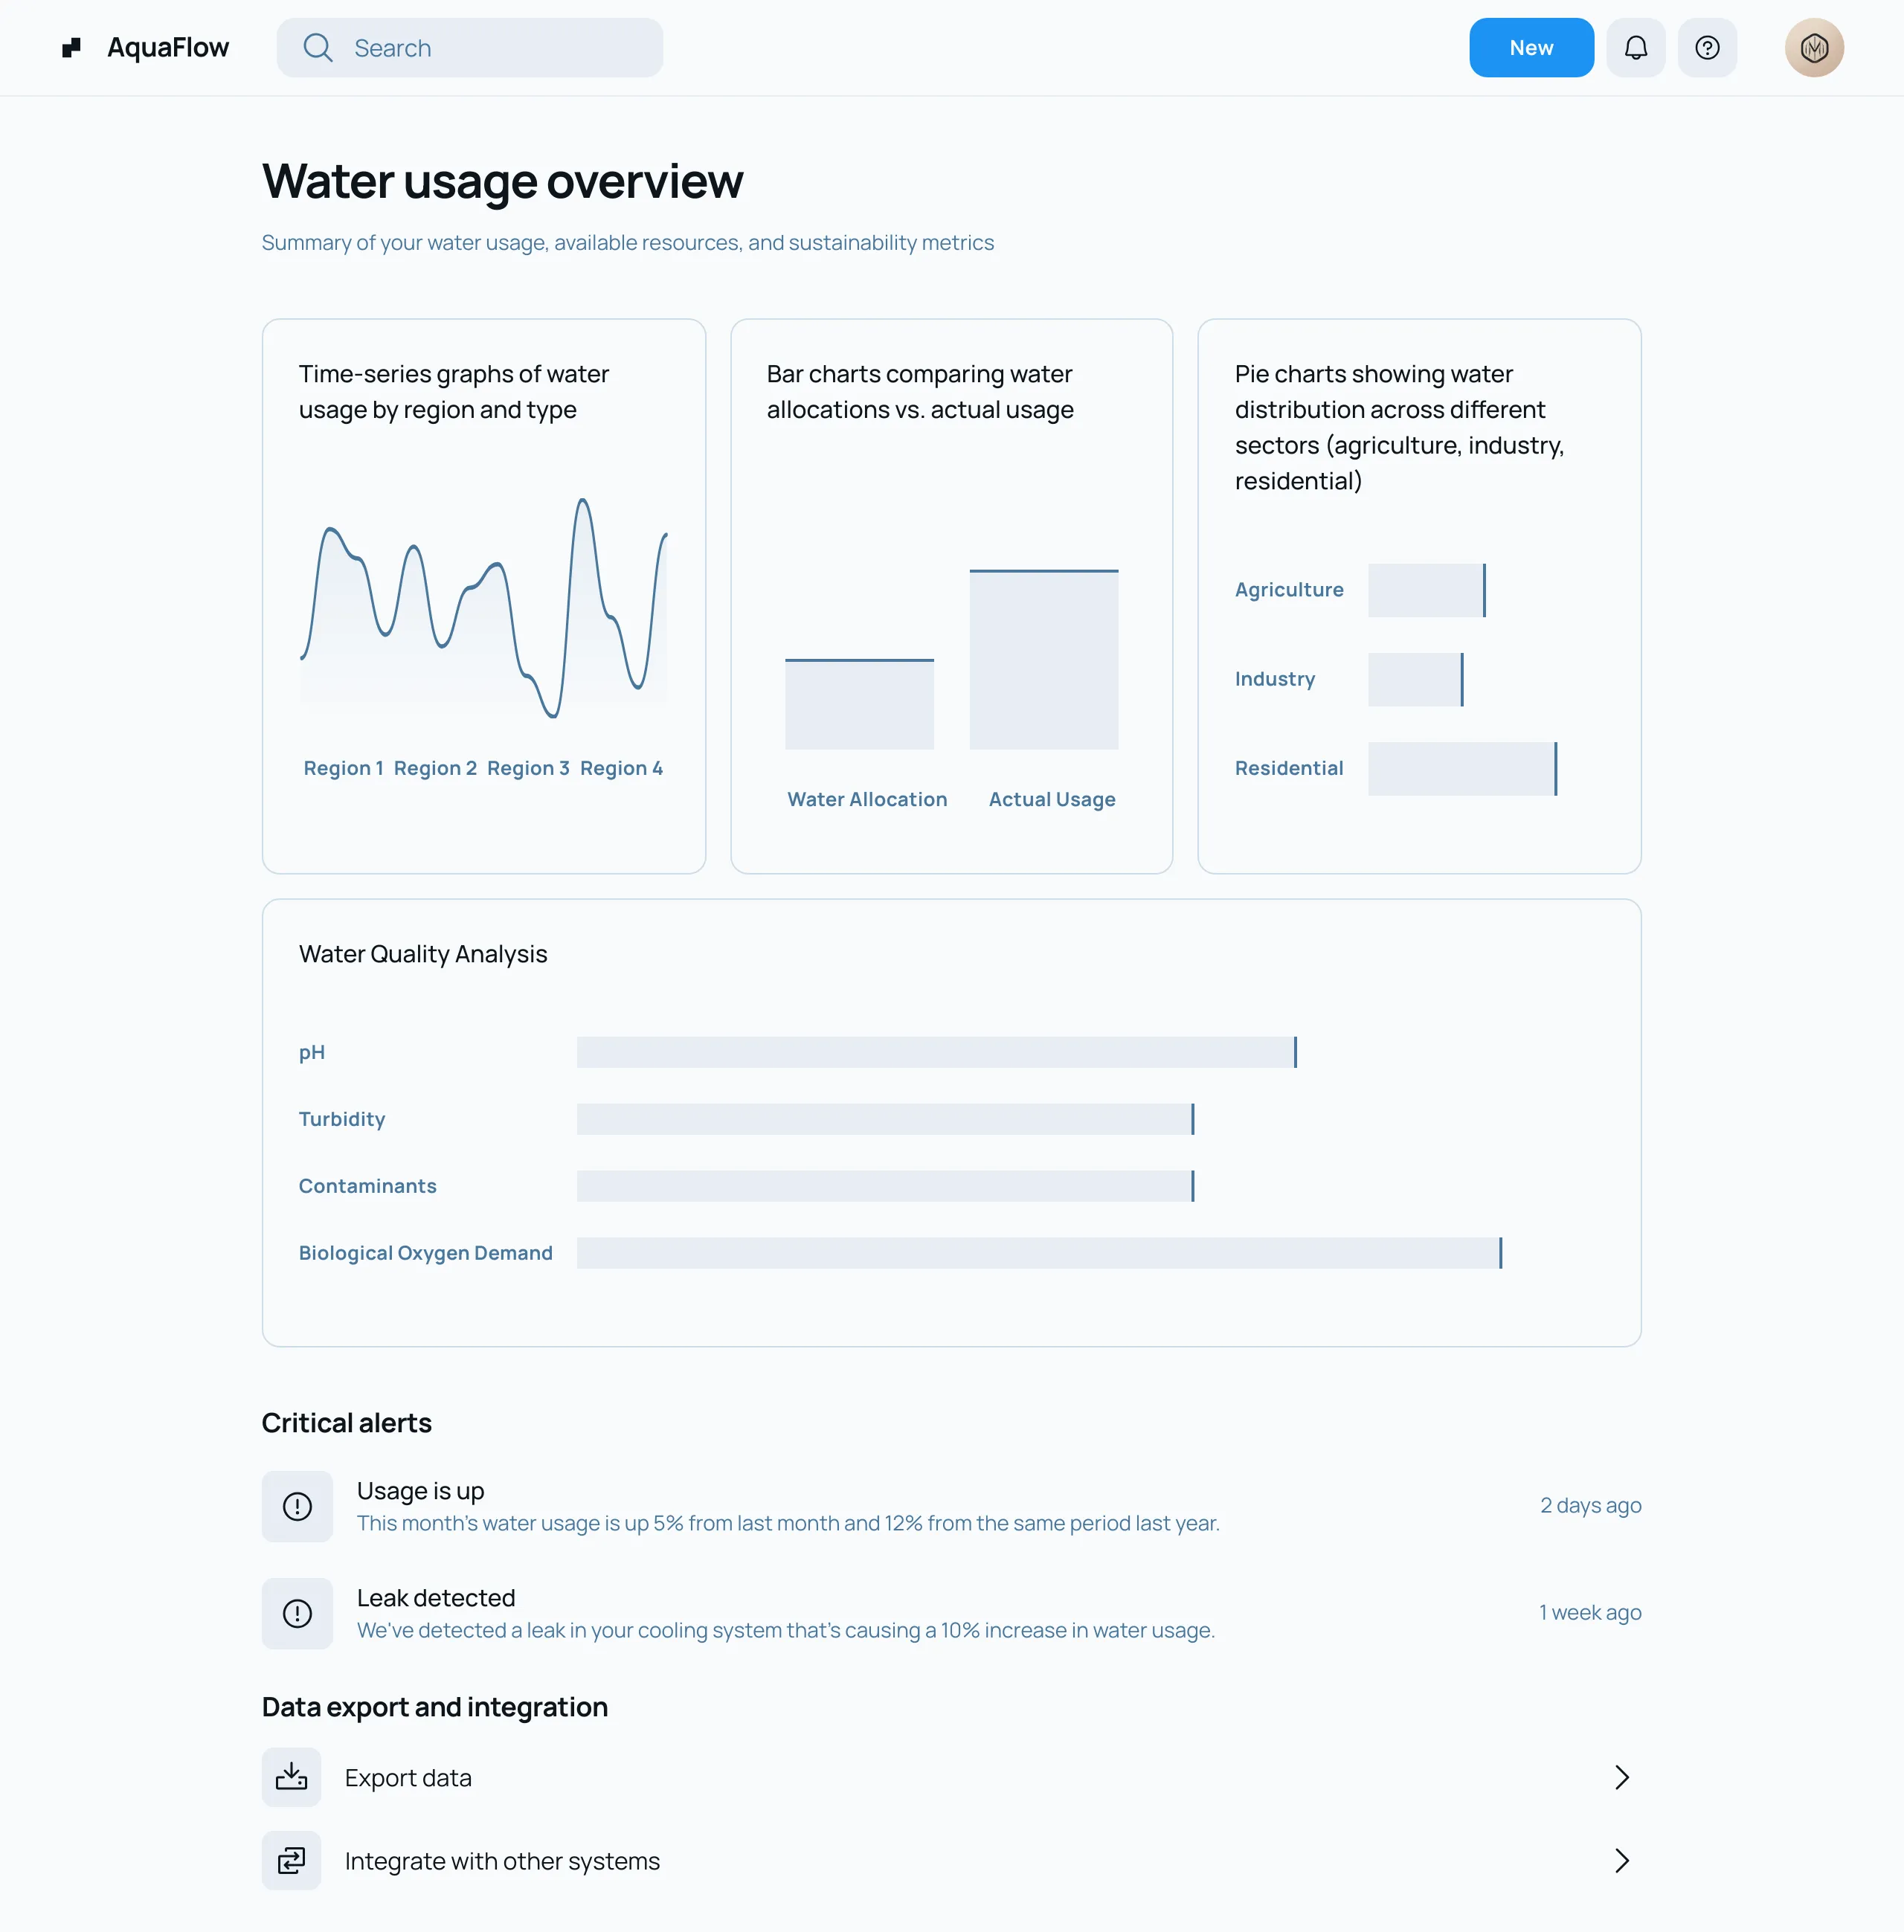 AquaFlow
Search
New
Water usage overview
Summary of your water usage, available resources, and sustainability metrics
Time-series graphs of water
usage by region and type
Region 1 Region 2 Region 3 Region 4
Bar charts comparing water
allocations vs. actual usage
Water Allocation Actual Usage
Pie charts showing water
distribution across different
sectors (agriculture, industry,
residential)
Agriculture
Industry
Residential
Water Quality Analysis
pH
Turbidity
Contaminants
Biological Oxygen Demand
Critical alerts
Usage is up
This month's water usage is up 5% from last month and 12% from the same period last year.
2 days ago
Leak detected
We've detected a leak in your cooling system that's causing a 10% increase in water usage.
1 week ago
Data export and integration
Export data
Integrate with other systems